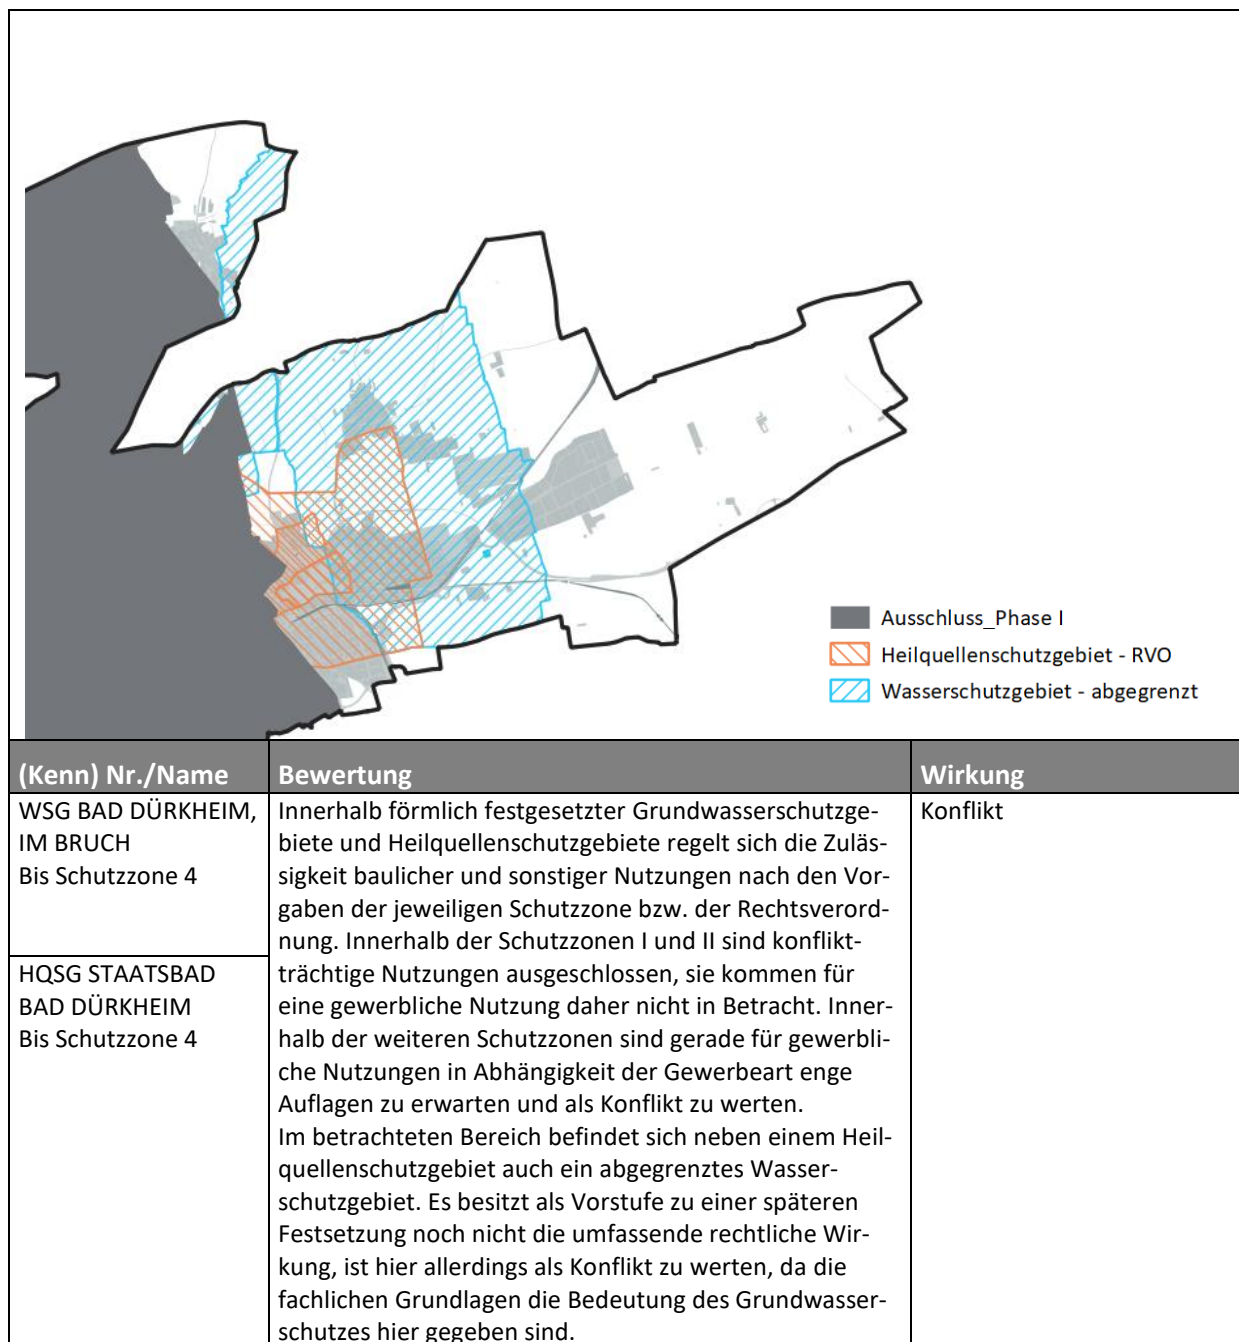 Ausschluss_Phase I
Heilquellenschutzgebiet - RVO
Wasserschutzgebiet - abgegrenzt
(Kenn) Nr./Name
Bewertung
Wirkung
WSG BAD DÜRKHEIM,
IM BRUCH
Bis Schutzzone 4
HQSG STAATSBAD
BAD DÜRKHEIM
Bis Schutzzone 4
Innerhalb förmlich festgesetzter Grundwasserschutzge-
biete und Heilquellenschutzgebiete regelt sich die Zuläs-
sigkeit baulicher und sonstiger Nutzungen nach den Vor-
gaben der jeweiligen Schutzzone bzw. der Rechtsverord-
nung. Innerhalb der Schutzzonen I und II sind konflikt-
trächtige Nutzungen ausgeschlossen, sie kommen für
eine gewerbliche Nutzung daher nicht in Betracht. Inner-
halb der weiteren Schutzzonen sind gerade für gewerbli-
che Nutzungen in Abhängigkeit der Gewerbeart enge
Auflagen zu erwarten und als Konflikt zu werten.
Im betrachteten Bereich befindet sich neben einem Heil-
quellenschutzgebiet auch ein abgegrenztes Wasser-
schutzgebiet. Es besitzt als Vorstufe zu einer späteren
Festsetzung noch nicht die umfassende rechtliche Wir-
kung, ist hier allerdings als Konflikt zu werten, da die
fachlichen Grundlagen die Bedeutung des Grundwasser-
schutzes hier gegeben sind.
Konflikt